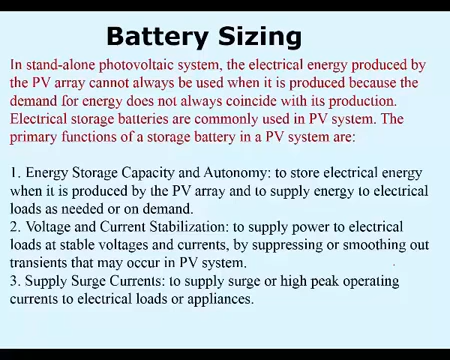 Battery Sizing
In stand-alone photovoltaic system, the electrical energy produced by
the PV array cannot always be used when it is produced because the
demand for energy does not always coincide with its production.
Electrical storage batteries are commonly used in PV system. The
primary functions of a storage battery in a PV system are:
1. Energy Storage Capacity and Autonomy: to store electrical energy
when it is produced by the PV array and to supply energy to electrical
loads as needed or on demand.
2. Voltage and Current Stabilization: to supply power to electrical
loads at stable voltages and currents, by suppressing or smoothing out
transients that may occur in PV system.
3. Supply Surge Currents: to supply surge or high peak operating
currents to electrical loads or appliances.